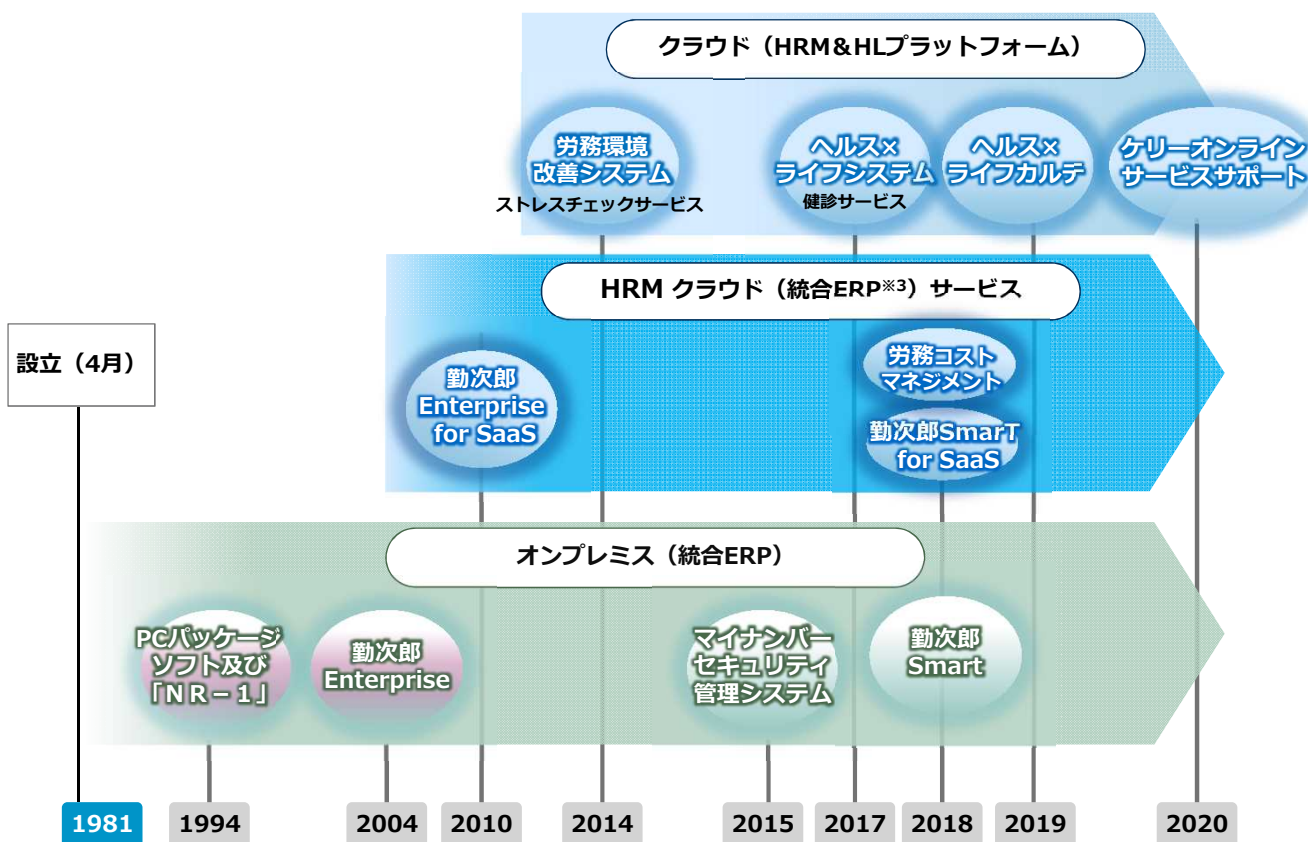 クラウド（HRM＆HLプラットフォーム）
労務環境
改善システム
ストレスチェックサービス
ヘルス×
ライフシステム
健診サービス
ヘルス×
ライフカルテ
ケリーオンライン
サービスサポート
HRM クラウド（統合ERP※3）サービス
設立（4月）
勤次郎
Enterprise
for SaaS
労務コスト
マネジメント
勤次郎SmarT
for SaaS
オンプレミス（統合ERP）
PCパッケージ
ソフト及び
「ＮＲ－１」
勤次郎
Enterprise
マイナンバー
セキュリティ
管理システム
勤次郎
Smart
1981
1994
2004
2010
2014
2015
2017
2018
2019
2020